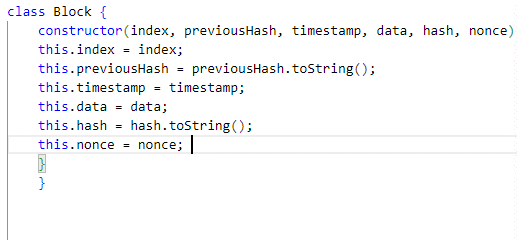 class Block {
constructor(index, previousHash, timestamp, data, hash, nonce)
this.index = index;
this.previousHash = previousHash.toString();
this.timestamp = timestamp;
this.data = data;
this.hash = hash.toString();
this.nonce = nonce;
}
}